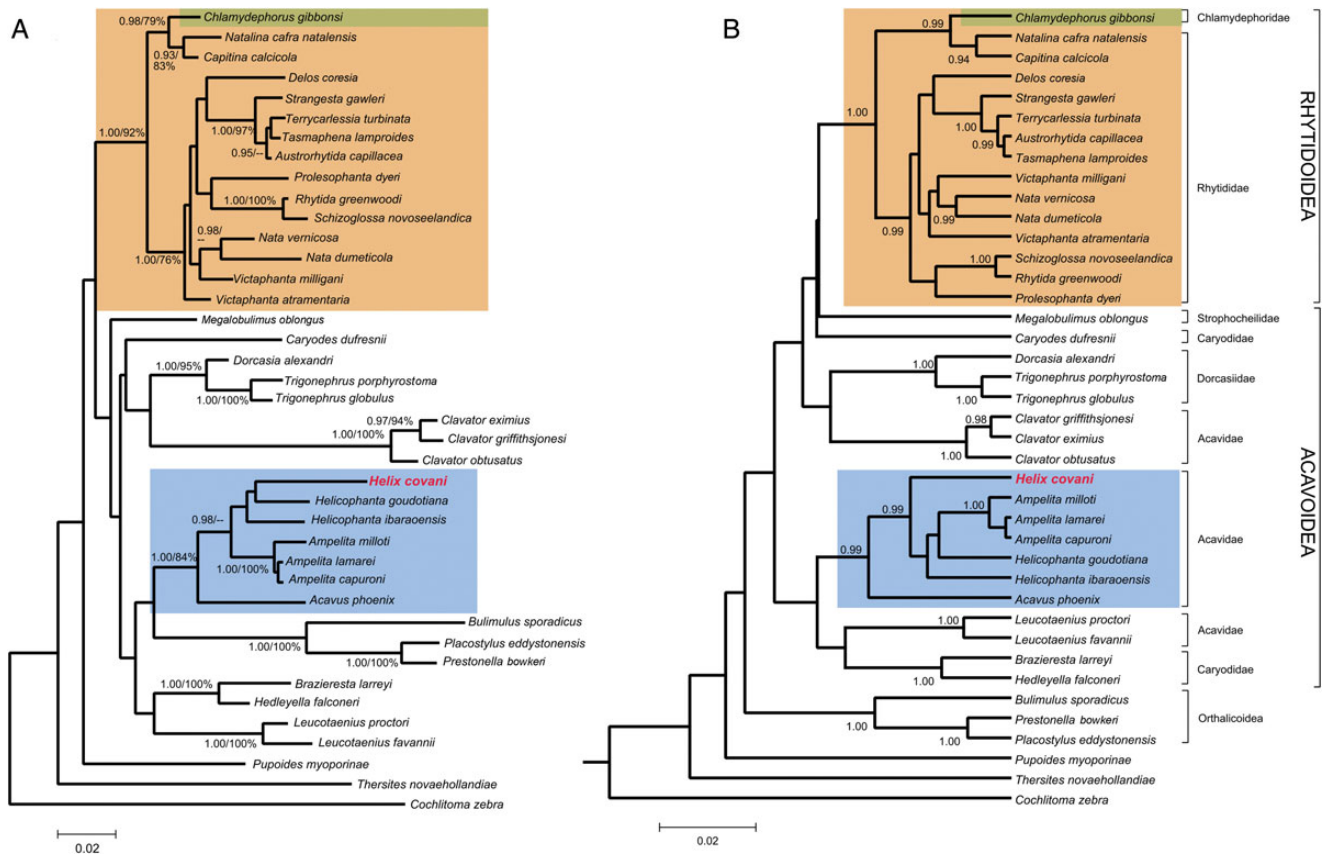 A
0.98/79%
Chlamydephorus gibbonsi
Natalina cafra natalensis
0.93/
83%
Capitina calcicola
Delos coresia
Strangesta gawleri
Terrycarlessia turbinata
1.00/92%
1.00/97%
Tasmaphena lamproides
0.95/--
Austrorhytida capillacea
Prolesophanta dyeri
1.00/100%
Rhytida greenwoodi
Schizoglossa novoseelandica
0.98/
--
Nata vernicosa
1.00/76%
Nata dumeticola
Victaphanta milligani
Victaphanta atramentaria
Megalobulimus oblongus
Caryodes dufresnii
1.00/95%
Dorcasia alexandri
Trigonephrus porphyrostoma
1.00/100%
Trigonephrus globulus
0.97/94%
Clavator eximius
1.00/100%
Clavator griffithsjonesi
Clavator obtusatus
Helix covani
Helicophanta goudotiana
0.98/--
Helicophanta ibaraoensis
Ampelita milloti
1.00/84%
Ampelita lamarei
1.00/100%
Ampelita capuroni
Acavus phoenix
Bulimulus sporadicus
1.00/100%
Placostylus eddystonensis
1.00/100%
Prestonella bowkeri
1.00/100%
Brazieresta larreyi
Hedleyella falconeri
Leucotaenius proctori
1.00/100%
Leucotaenius favannii
Pupoides myoporinae
Thersites novaehollandiae
Cochlitoma zebra
0.02
B
0.99
Chlamydephorus gibbonsi
Chlamydephoridae
Natalina cafra natalensis
0.94
Capitina calcicola
Delos coresia
Strangesta gawleri
1.00
Terrycarlessia turbinata
1.00
Austrorhytida capillacea
0.99
Tasmaphena lamproides
Victaphanta milligani
Rhytididae
Nata vernicosa
0.99
Nata dumeticola
0.99
Victaphanta atramentaria
1.00
Schizoglossa novoseelandica
Rhytida greenwoodi
Prolesophanta dyeri
RHYTIDOIDEA
Megalobulimus oblongus
Strophocheilidae
Caryodes dufresnii
Caryodidae
1.00
Dorcasia alexandri
Trigonephrus porphyrostoma
Dorcasiidae
1.00
Trigonephrus globulus
Clavator griffithsjonesi
0.98
Clavator eximius
Acavidae
1.00
Clavator obtusatus
Helix covani
0.99
1.00
Ampelita milloti
Ampelita lamarei
Ampelita capuroni
Acavidae
0.99
Helicophanta goudotiana
Helicophanta ibaraoensis
Acavus phoenix
1.00
Leucotaenius proctori
Acavidae
Leucotaenius favannii
Brazieresta larreyi
Caryodidae
1.00
Hedleyella falconeri
ACAVOIDEA
Bulimulus sporadicus
1.00
Prestonella bowkeri
Orthalicoidea
1.00
Placostylus eddystonensis
Pupoides myoporinae
Thersites novaehollandiae
Cochlitoma zebra
0.02